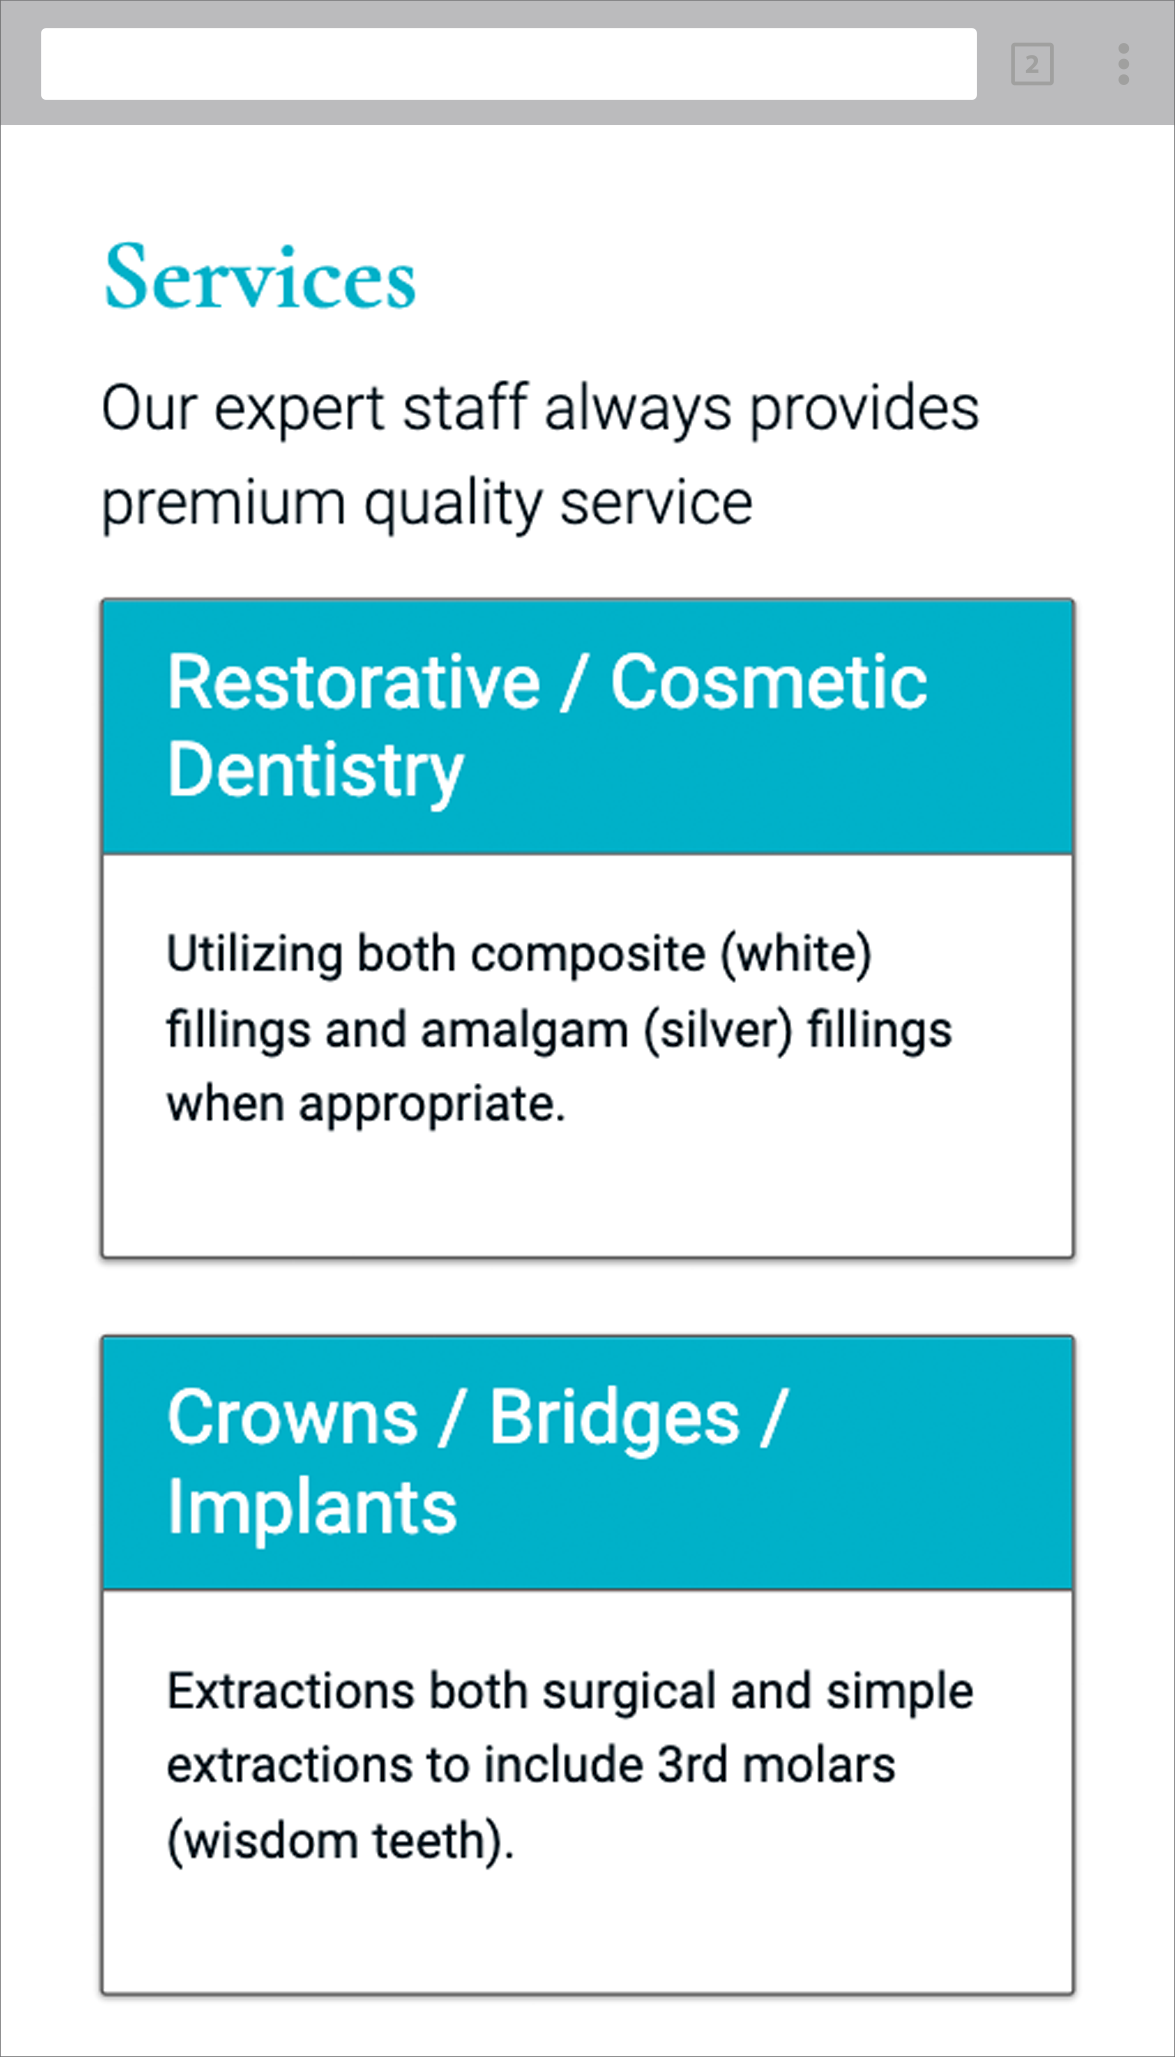 2
Services
Our expert staff always provides
premium quality service
Restorative / Cosmetic
Dentistry
Utilizing both composite (white)
fillings and amalgam (silver) fillings
when appropriate.
Crowns / Bridges /
Implants
Extractions both surgical and simple
extractions to include 3rd molars
(wisdom teeth).